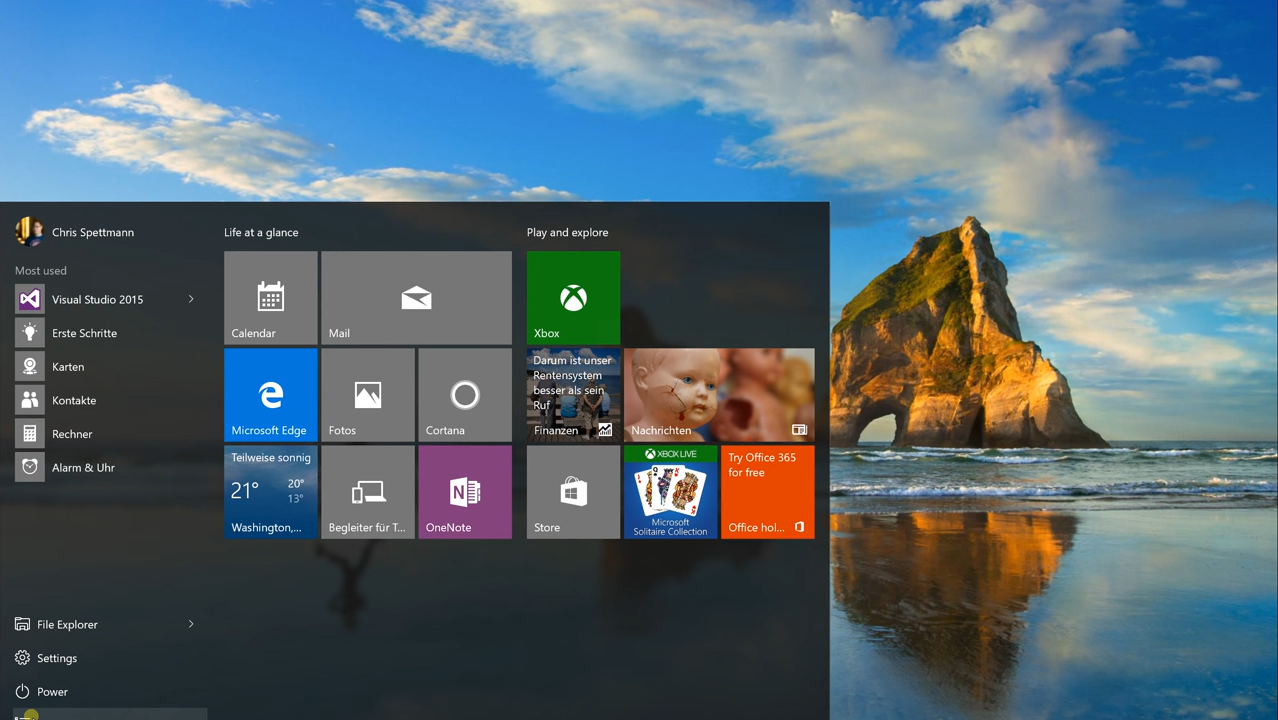 Chris Spettmann
Most used
Visual Studio 2015
Erste Schritte
Karten
Kontakte
Rechner
Alarm & Uhr
File Explorer
Settings
Power
Life at a glance
Calendar
Mail
Microsoft Edge
Fotos
Cortana
Teilweise sonnig
21°
20°
13°
Washington,...
Begleiter für T...
OneNote
Play and explore
Xbox
Darum ist unser
Rentensystem
besser als sein
Ruf
Finanzen
Nachrichten
Store
XBOX LIVE
Microsoft
Solitaire Collection
Try Office 365
for free
Office hol...